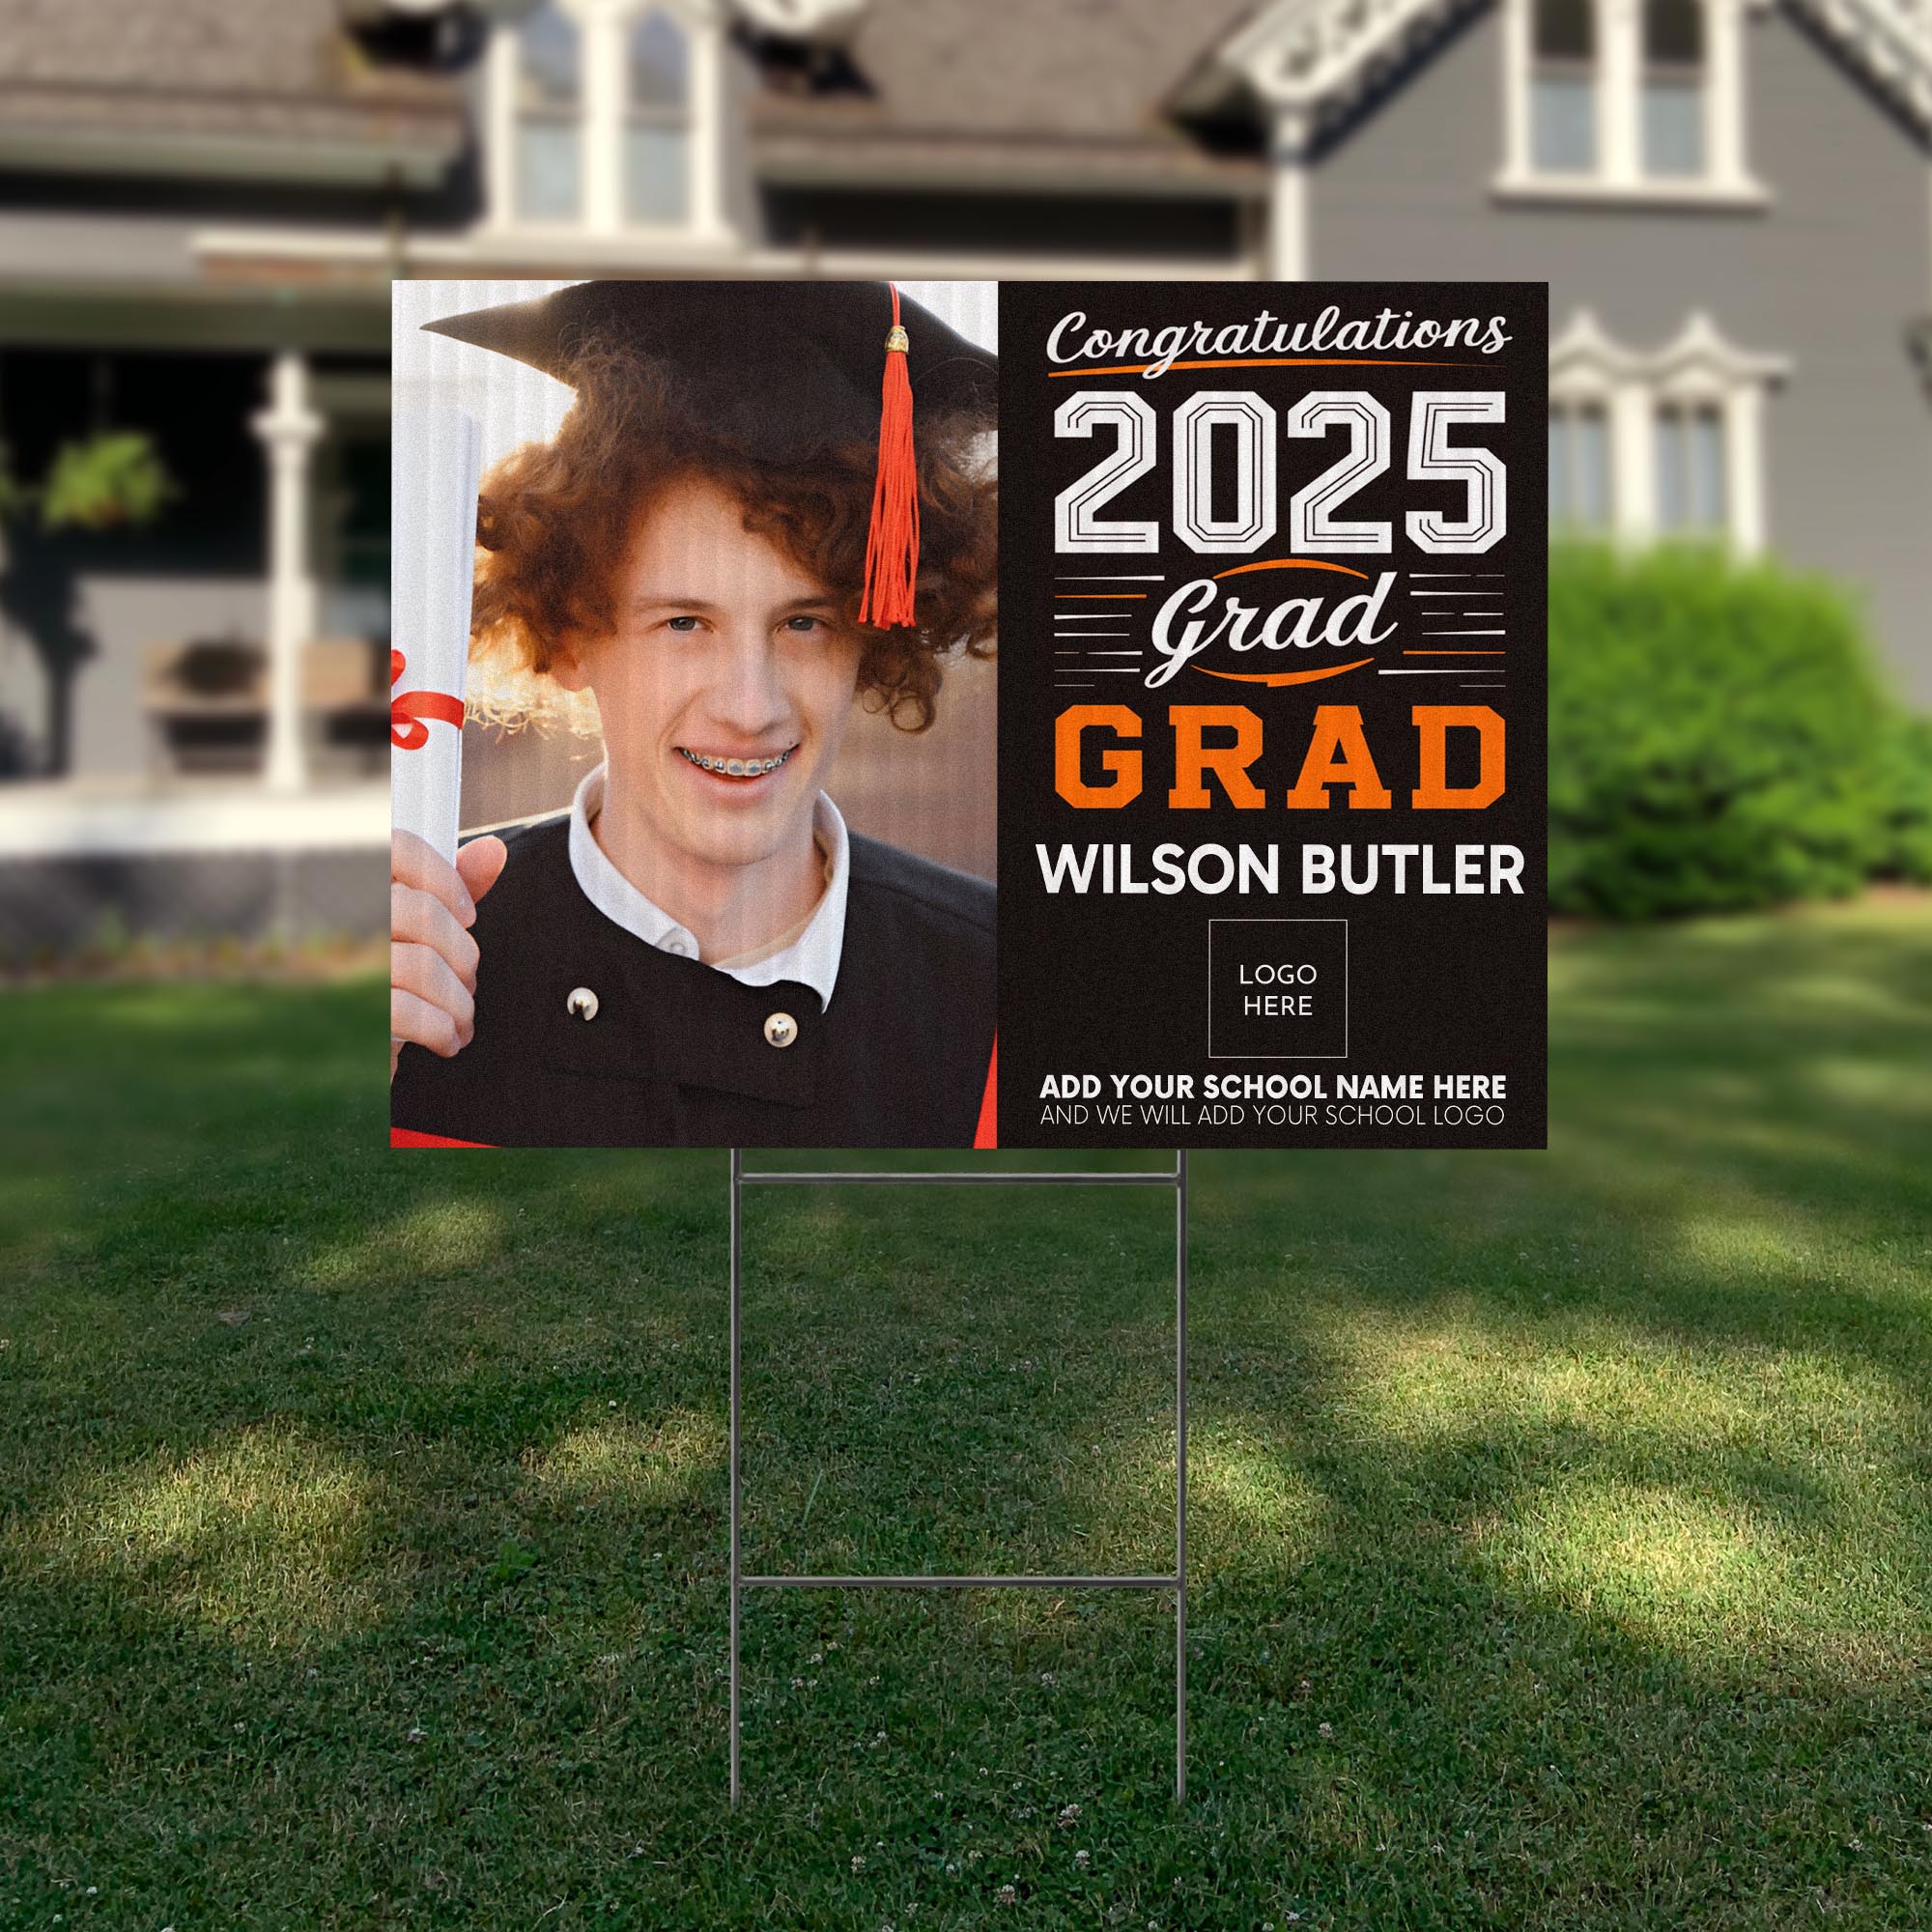 Congratulations
2025
Grad
GRAD
WILSON BUTLER
LOGO
HERE
ADD YOUR SCHOOL NAME HERE
AND WE WILL ADD YOUR SCHOOL LOGO